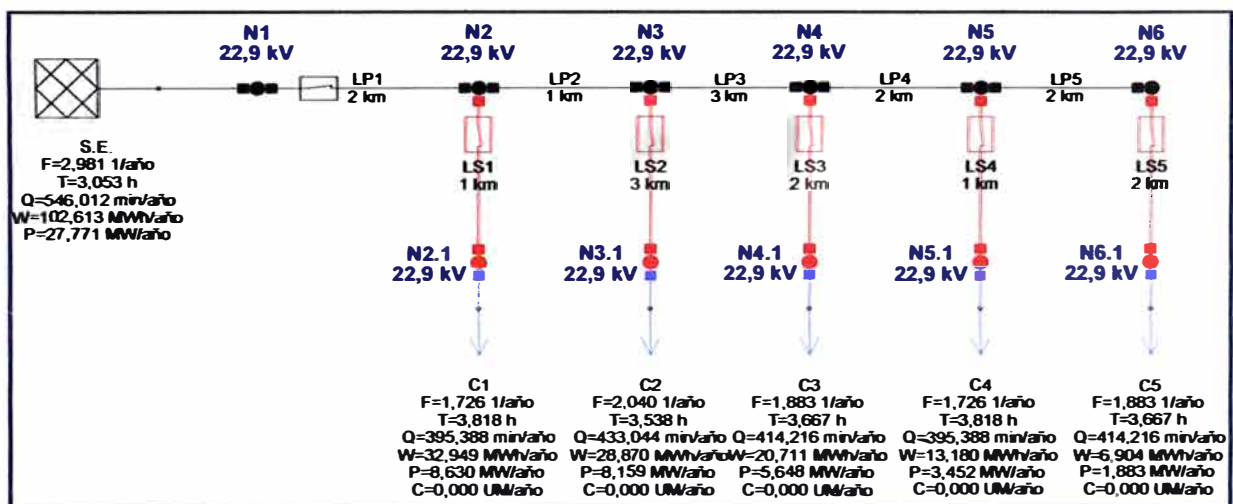 N1
22,9 kV
N2
22,9 kV
N3
22,9 kV
N4
22,9 kV
N5
22,9 kV
N6
22,9 kV
LP1
2 km
LP2
1 km
LP3
3 km
LP4
2 km
LP5
2 km
S.E.
F=2,981 1/año
T=3,053 h
Q=546,012 min/año
W=102,613 MWh/año
P=27,771 MW/año
LS1
1 km
LS2
3 km
LS3
2 km
LS4
1 km
LS5
2 km
N2.1
22,9 kV
N3.1
22,9 kV
N4.1
22,9 kV
N5.1
22,9 kV
N6.1
22,9 kV
C1
F=1,726 1/año
T=3,818 h
Q=395,388 min/año
W=32,949 MWh/año
P=8,630 MW/año
C=0,000 UM/año
C2
F=2,040 1/año
T=3,538 h
Q=433,044 min/año
W=28,870 MWh/año
P=8,159 MW/año
C=0,000 UM/año
C3
F=1,883 1/año
T=3,667 h
Q=414,216 min/año
W=20,711 MWh/año
P=5,648 MW/año
C=0,000 UM/año
C4
F=1,726 1/año
T=3,818 h
Q=395,388 min/año
W=13,180 MWh/año
P=3,452 MW/año
C=0,000 UM/año
C5
F=1,883 1/año
T=3,667 h
Q=414,216 min/año
W=6,904 MWh/año
P=1,883 MW/año
C=0,000 UM/año